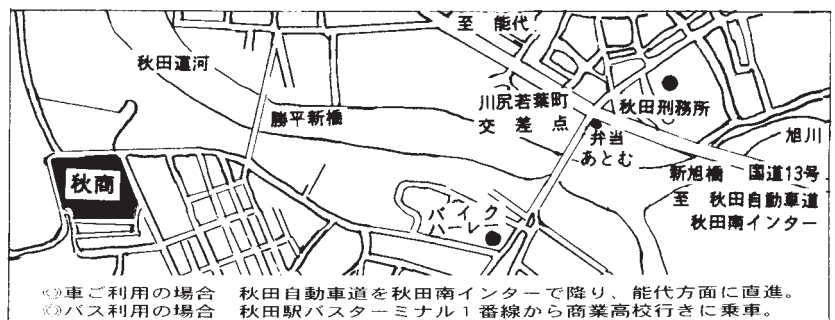 至 能代
秋田運河
川尻若葉町
交差点
秋田刑務所
勝平新橋
弁当
あとむ
旭川
新旭橋
国道13号
至 秋田自動車道
秋田南インター
秋商
バイク
ハーレー
◎車ご利用の場合 秋田自動車道を秋田南インターで降り、能代方面に直進。
◎バス利用の場合 秋田駅バスターミナル1番線から商業高校行きに乗車。